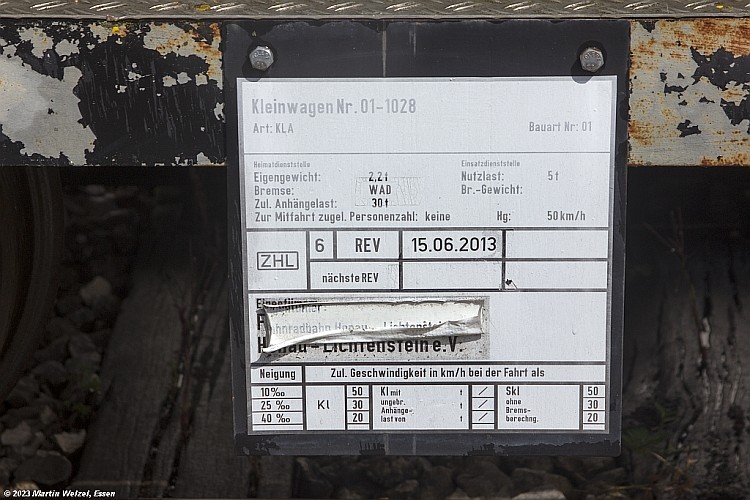 Kleinwagen Nr. 01-1028
Art: KLA Bauart Nr: 01
Heimatdienststelle Einsatzdienststelle
Eigengewicht: 2,2 t Nutzlast: 5 t
Bremse: WAD Br.-Gewicht:
Zul. Anhängelast: 30 t
Zur Mitfahrt zugel. Personenzahl: keine Hg: 50 km/h
ZHL 6 REV 15.06.2013
nächste REV
Eigentümer:
Honau - Lichtenstein
Honau-Lichtenstein e.V.
Neigung Zul. Geschwindigkeit in km/h bei der Fahrt als
10‰ Kl 50 Kl mit t / Skl 50
25 ‰ 30 ungebr. Anhänge- t / ohne Brems- 30
40 ‰ 20 last von t / berechng. 20
© 2023 Martin Welzel, Essen